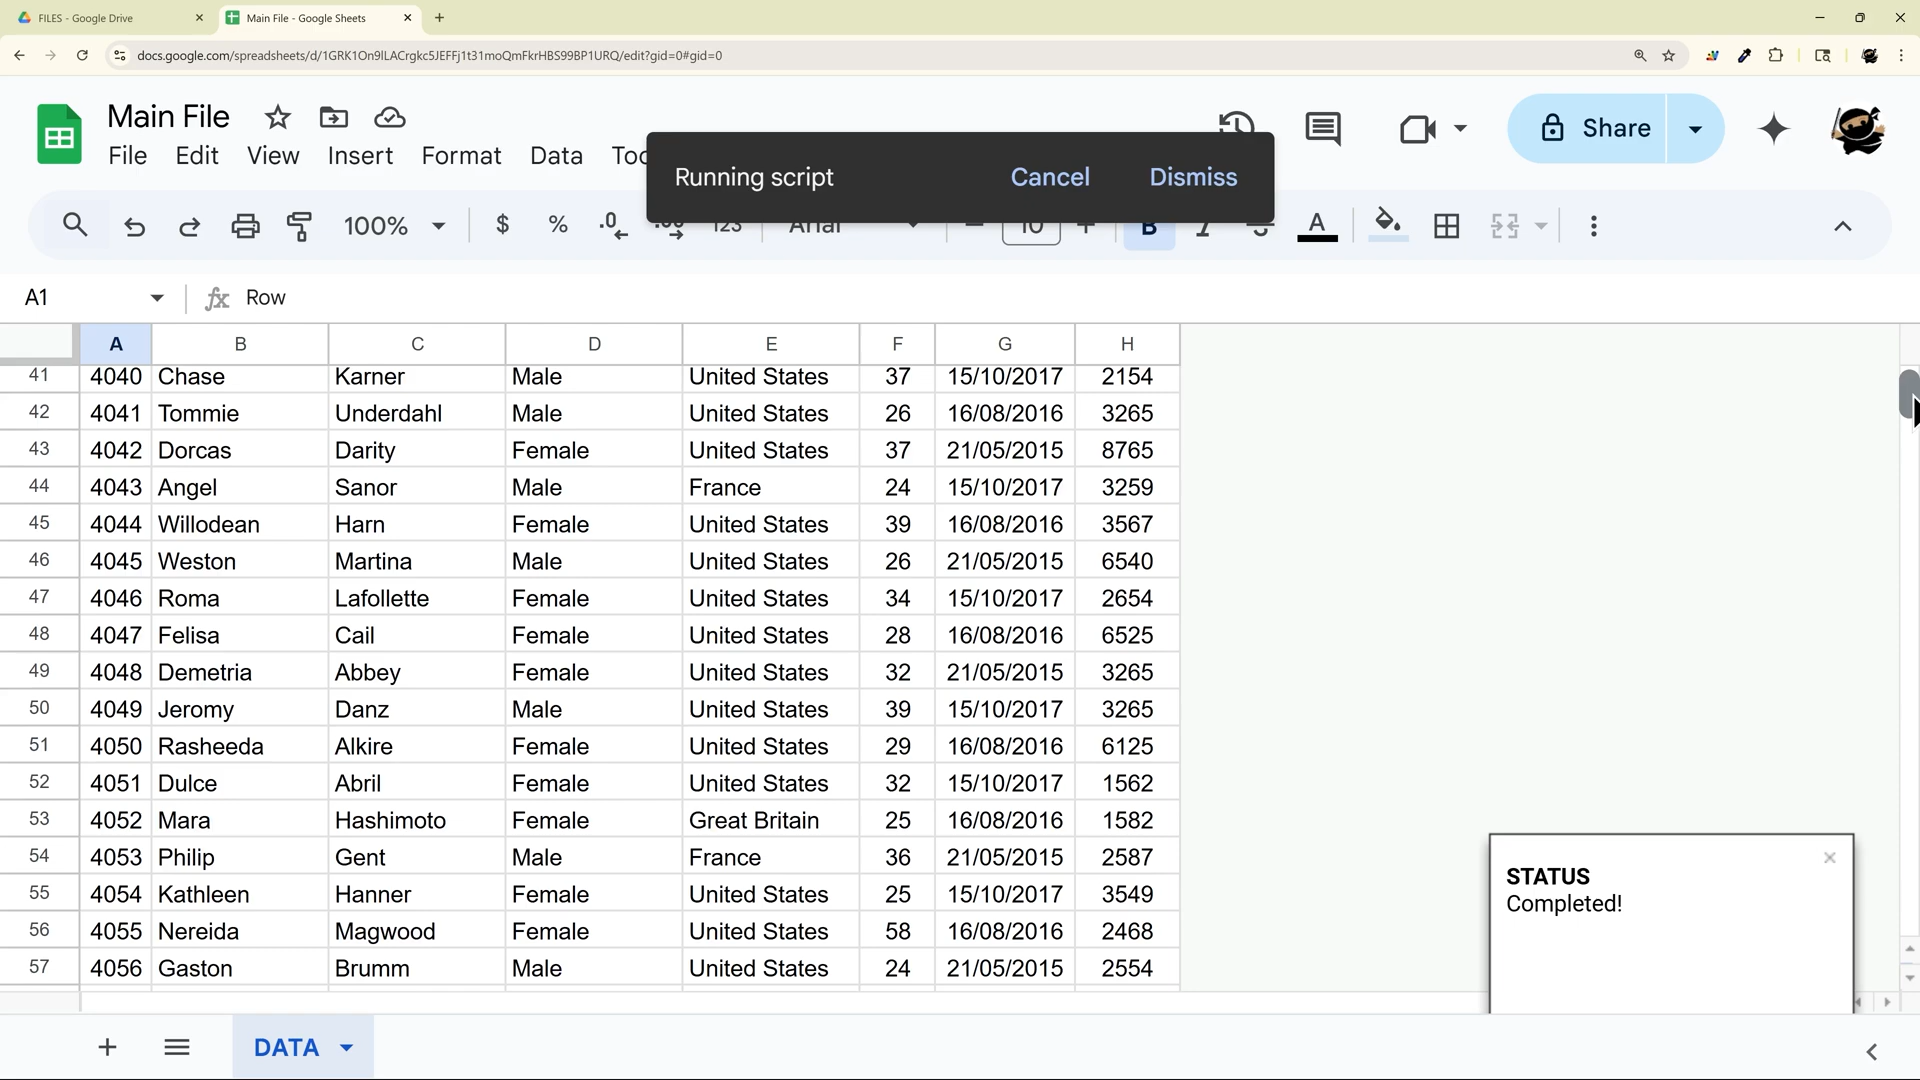 FILES - Google Drive
Main File - Google Sheets
docs.google.com/spreadsheets/d/1GRK1On9lLACrgkc5JEFFj1t31moQmFkrHBS99BP1URQ/edit?gid=0#gid=0
Main File
File Edit View Insert Format Data
Share
Running script Cancel Dismiss
100% $ % .0 123 Arial 10 B I S A
A1 fx Row
A B C D E F G H
41 4040 Chase Karner Male United States 37 15/10/2017 2154
42 4041 Tommie Underdahl Male United States 26 16/08/2016 3265
43 4042 Dorcas Darity Female United States 37 21/05/2015 8765
44 4043 Angel Sanor Male France 24 15/10/2017 3259
45 4044 Willodean Harn Female United States 39 16/08/2016 3567
46 4045 Weston Martina Male United States 26 21/05/2015 6540
47 4046 Roma Lafollette Female United States 34 15/10/2017 2654
48 4047 Felisa Cail Female United States 28 16/08/2016 6525
49 4048 Demetria Abbey Female United States 32 21/05/2015 3265
50 4049 Jeromy Danz Male United States 39 15/10/2017 3265
51 4050 Rasheeda Alkire Female United States 29 16/08/2016 6125
52 4051 Dulce Abril Female United States 32 15/10/2017 1562
53 4052 Mara Hashimoto Female Great Britain 25 16/08/2016 1582
54 4053 Philip Gent Male France 36 21/05/2015 2587
55 4054 Kathleen Hanner Female United States 25 15/10/2017 3549
56 4055 Nereida Magwood Female United States 58 16/08/2016 2468
57 4056 Gaston Brumm Male United States 24 21/05/2015 2554
STATUS
Completed!
DATA